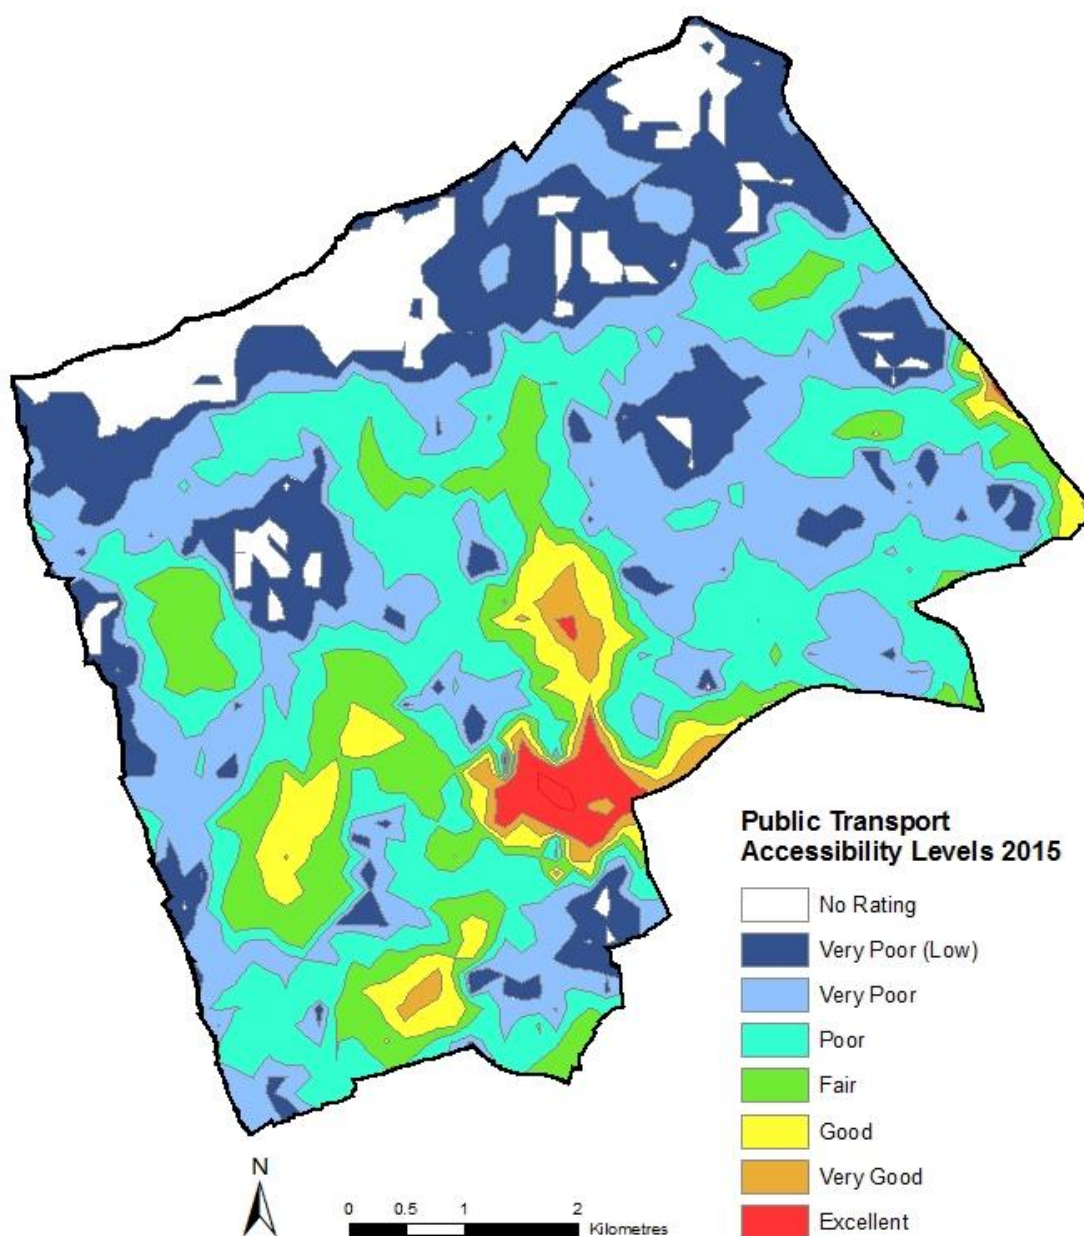 Public Transport
Accessibility Levels 2015
No Rating
Very Poor (Low)
Very Poor
Poor
Fair
Good
Very Good
Excellent
N
0 0.5 1 2
Kilometres